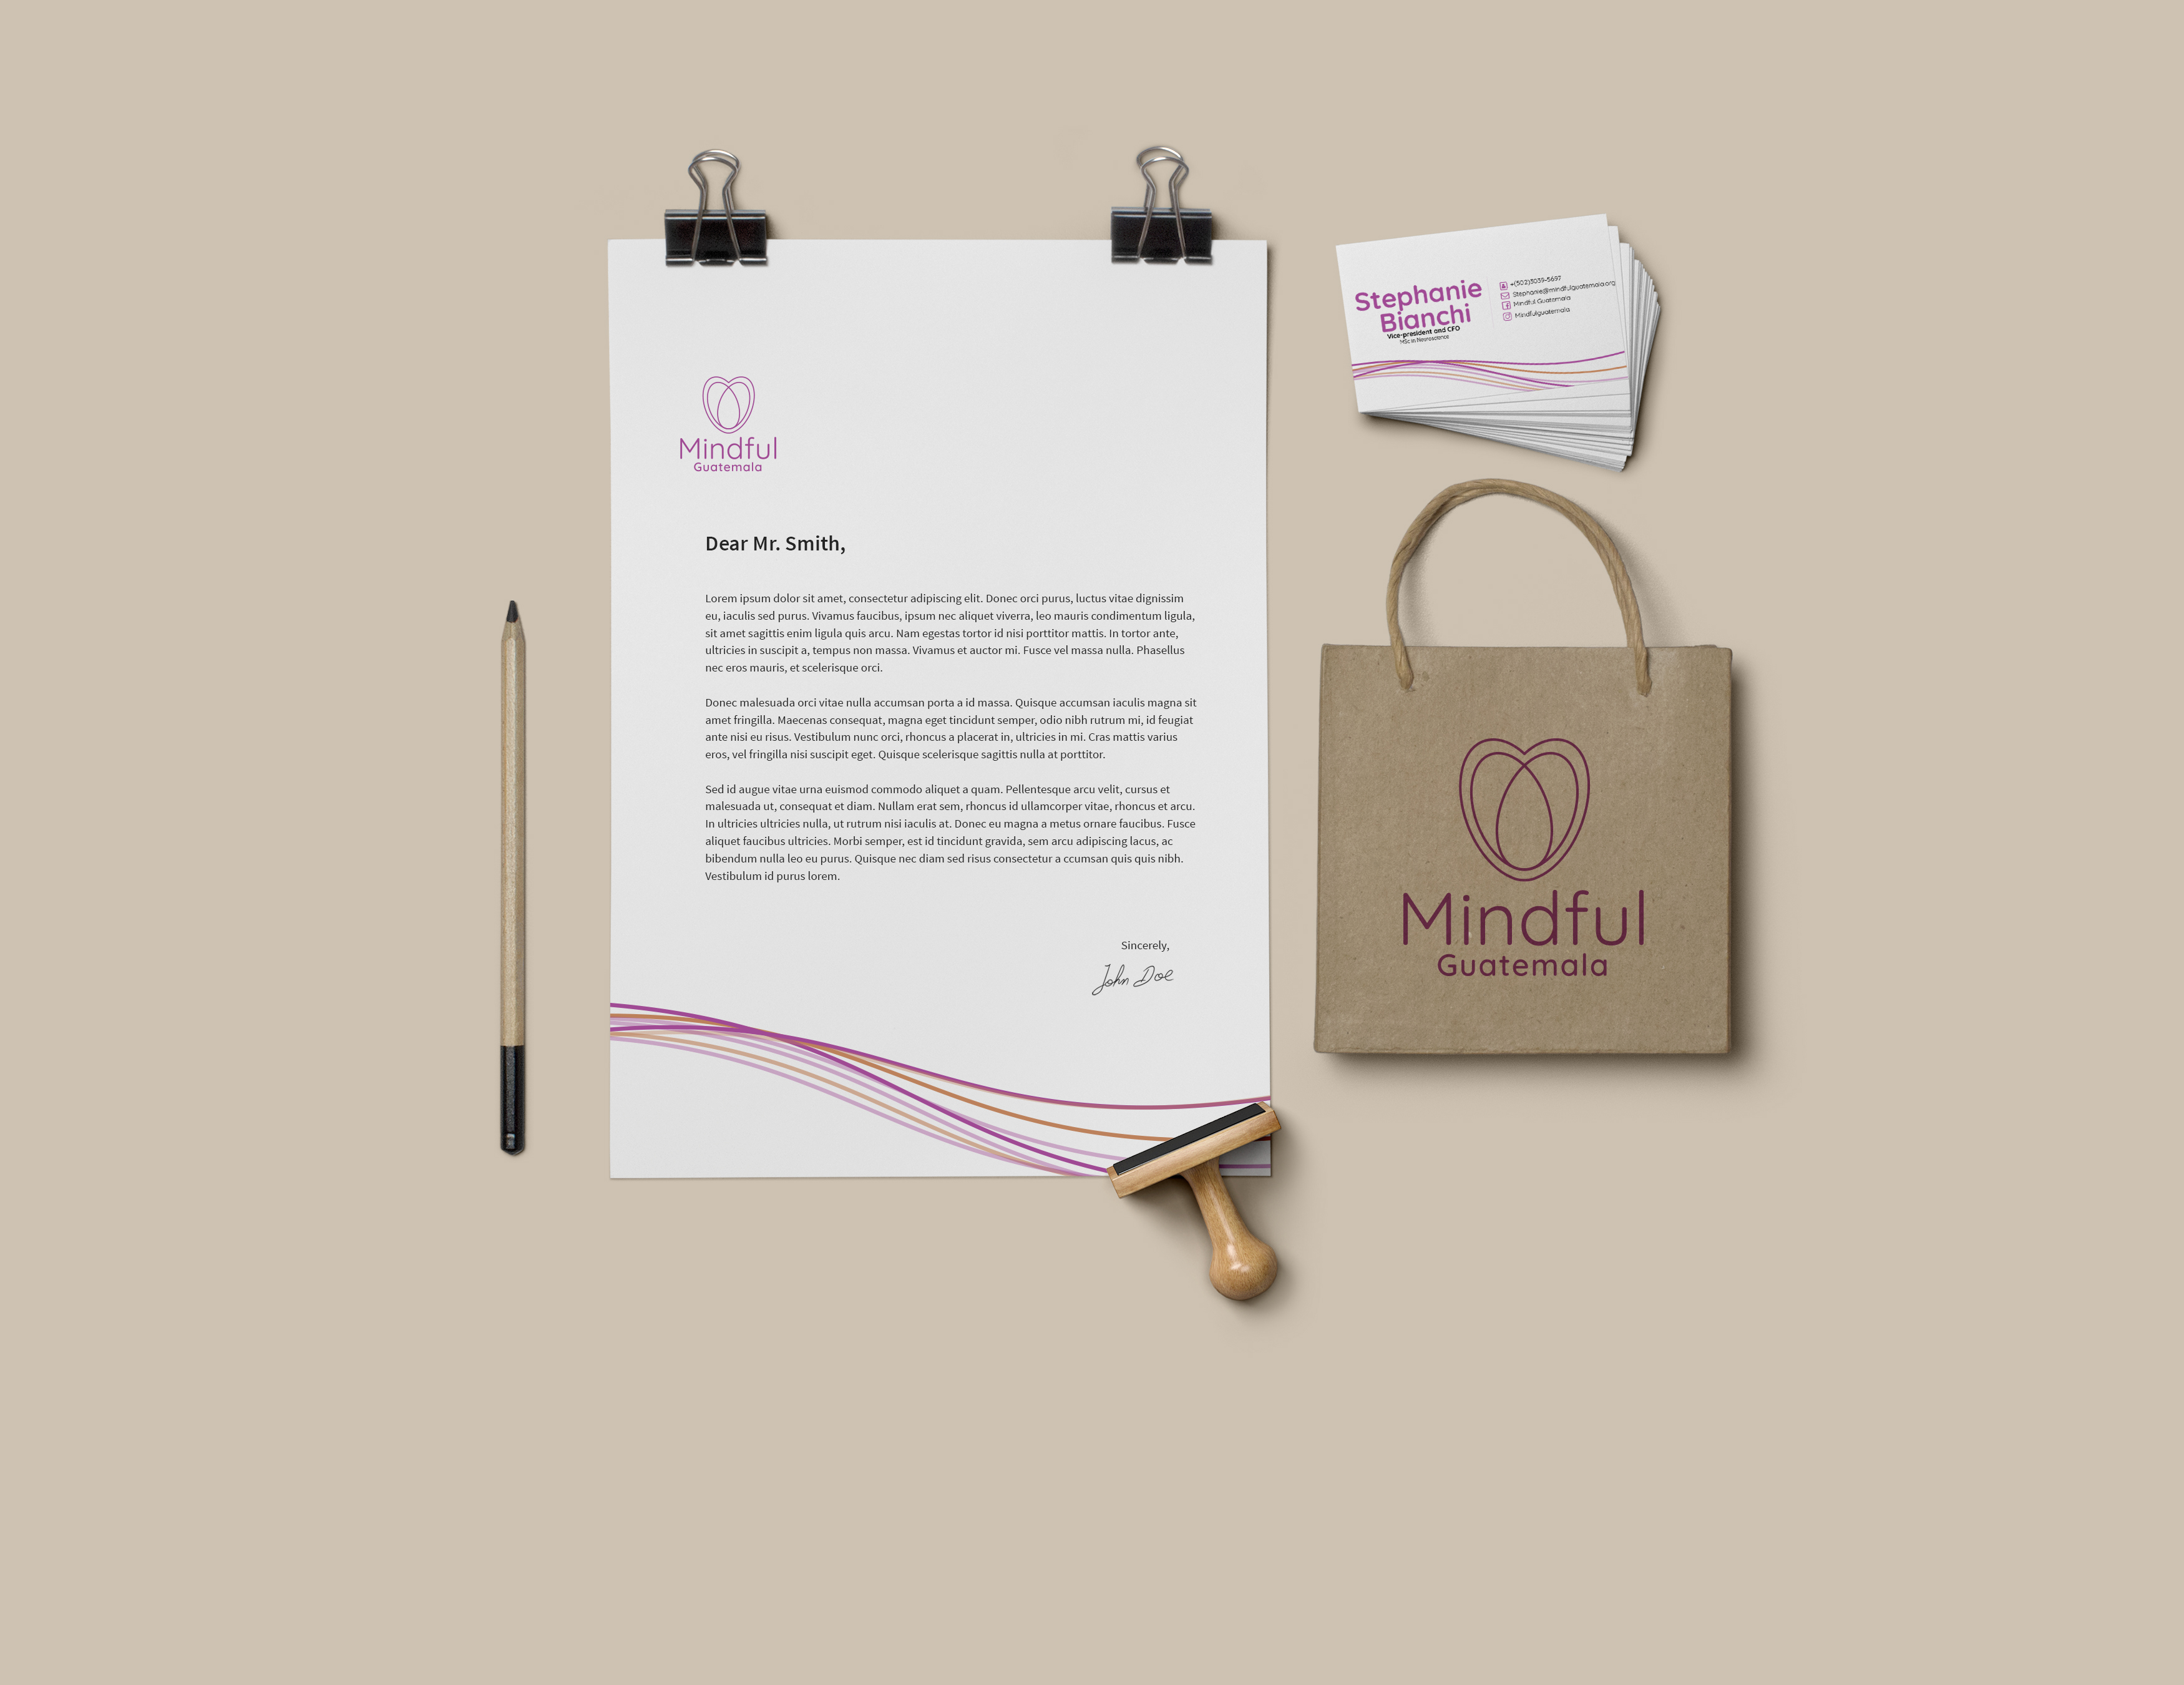 Mindful
Guatemala
Dear Mr. Smith,
Lorem ipsum dolor sit amet, consectetur adipiscing elit. Donec orci purus, luctus vitae dignissim
eu, iaculis sed purus. Vivamus faucibus, ipsum nec aliquet viverra, leo mauris condimentum ligula,
sit amet sagittis enim ligula quis arcu. Nam egestas tortor id nisi porttitor mattis. In tortor ante,
ultricies in suscipit a, tempus non massa. Vivamus et auctor mi. Fusce vel massa nulla. Phasellus
nec eros mauris, et scelerisque orci.
Donec malesuada orci vitae nulla accumsan porta a id massa. Quisque accumsan iaculis magna sit
amet fringilla. Maecenas consequat, magna eget tincidunt semper, odio nibh rutrum mi, id feugiat
ante nisi eu risus. Vestibulum nunc orci, rhoncus a placerat in, ultricies in mi. Cras mattis varius
eros, vel fringilla nisi suscipit eget. Quisque scelerisque sagittis nulla at porttitor.
Sed id augue vitae urna euismod commodo aliquet a quam. Pellentesque arcu velit, cursus et
malesuada ut, consequat et diam. Nullam erat sem, rhoncus id ullamcorper vitae, rhoncus et arcu.
In ultricies ultricies nulla, ut rutrum nisi iaculis at. Donec eu magna a metus ornare faucibus. Fusce
aliquet faucibus ultricies. Morbi semper, est id tincidunt gravida, sem arcu adipiscing lacus, ac
bibendum nulla leo eu purus. Quisque nec diam sed risus consectetur a ccumsan quis quis nibh.
Vestibulum id purus lorem.
Sincerely,
John Doe
Stephanie
Bianchi
Vice-president and CFO
MSc in Neuroscience
+(502)3039-5697
Stephanie@mindfulguatemala.org
Mindful Guatemala
Mindfulguatemala
Mindful
Guatemala